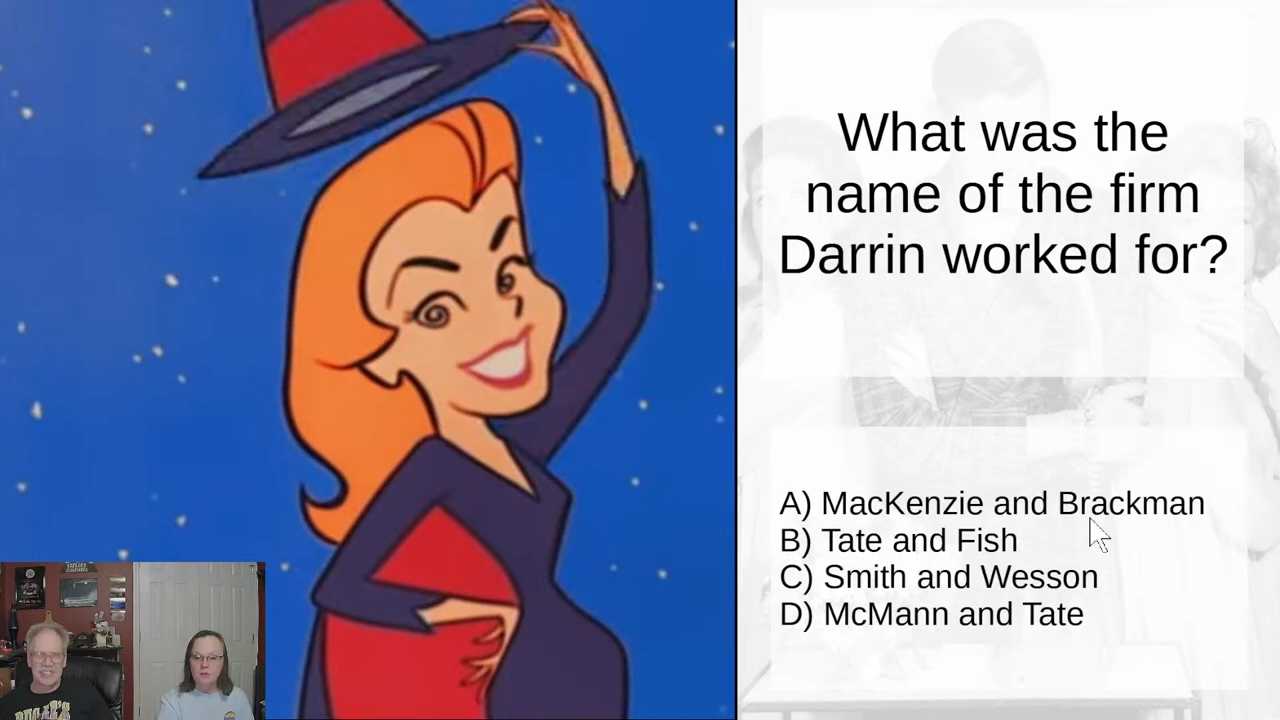 What was the
name of the firm
Darrin worked for?
A) MacKenzie and Brackman
B) Tate and Fish
C) Smith and Wesson
D) McMann and Tate